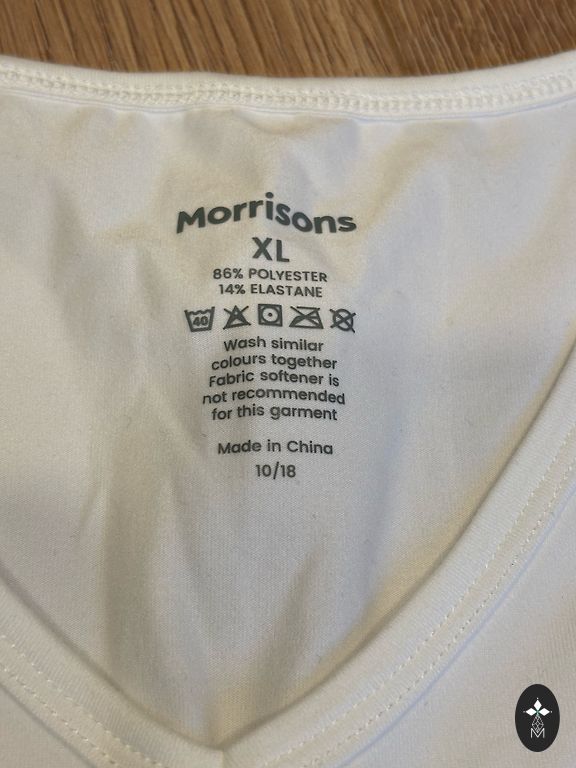 Morrisons
XL
86% POLYESTER
14% ELASTANE
40
Wash similar
colours together
Fabric softener is
not recommended
for this garment
Made in China
10/18
M